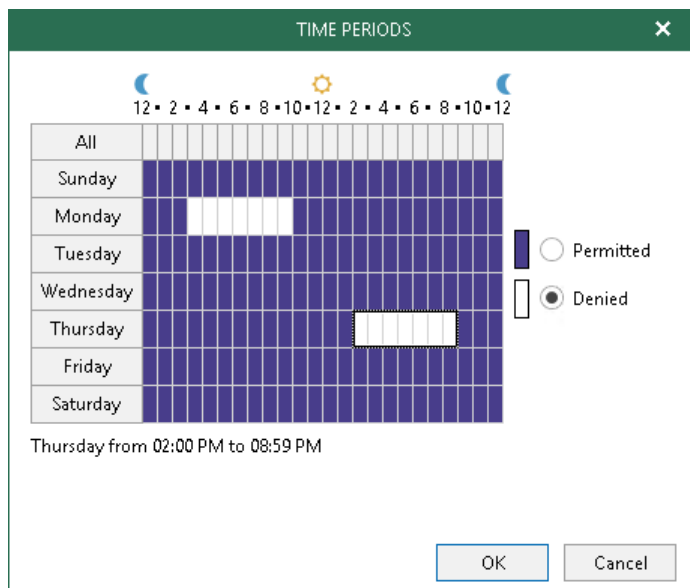 TIME PERIODS
12 • 2 • 4 • 6 • 8 •10•12• 2 • 4 • 6 • 8 •10•12
All
Sunday
Monday
Tuesday
Wednesday
Thursday
Friday
Saturday
Permitted
Denied
Thursday from 02:00 PM to 08:59 PM
OK Cancel